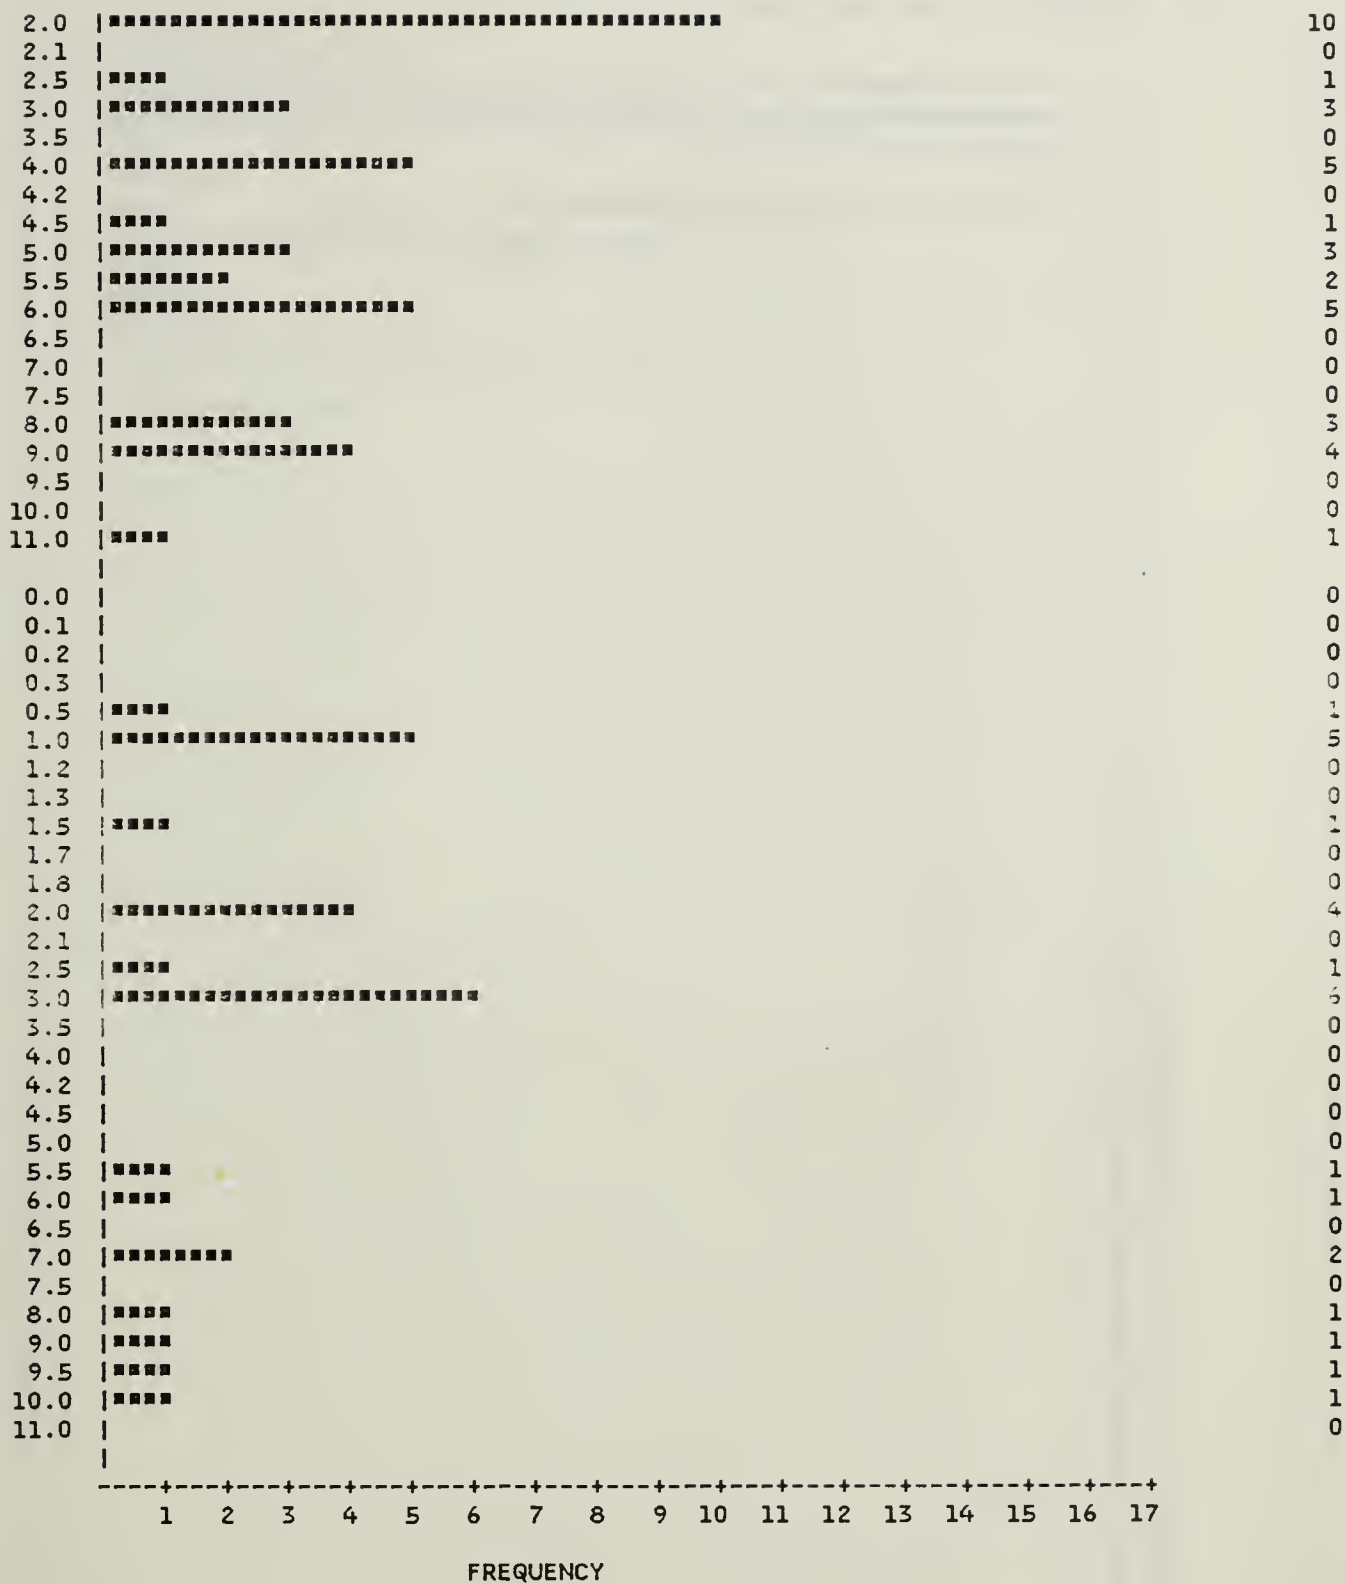 2.0 | 10
2.1 | 0
2.5 | 1
3.0 | 3
3.5 | 0
4.0 | 5
4.2 | 0
4.5 | 1
5.0 | 3
5.5 | 2
6.0 | 5
6.5 | 0
7.0 | 0
7.5 | 0
8.0 | 3
9.0 | 4
9.5 | 0
10.0 | 0
11.0 | 1
|
0.0 | 0
0.1 | 0
0.2 | 0
0.3 | 0
0.5 | 1
1.0 | 5
1.2 | 0
1.3 | 0
1.5 | 1
1.7 | 0
1.8 | 0
2.0 | 4
2.1 | 0
2.5 | 1
3.0 | 6
3.5 | 0
4.0 | 0
4.2 | 0
4.5 | 0
5.0 | 0
5.5 | 1
6.0 | 1
6.5 | 0
7.0 | 2
7.5 | 0
8.0 | 1
9.0 | 1
9.5 | 1
10.0 | 1
11.0 | 0
|
----+---+---+---+---+---+---+---+---+---+---+---+---+---+---+---+---+
1 2 3 4 5 6 7 8 9 10 11 12 13 14 15 16 17
FREQUENCY